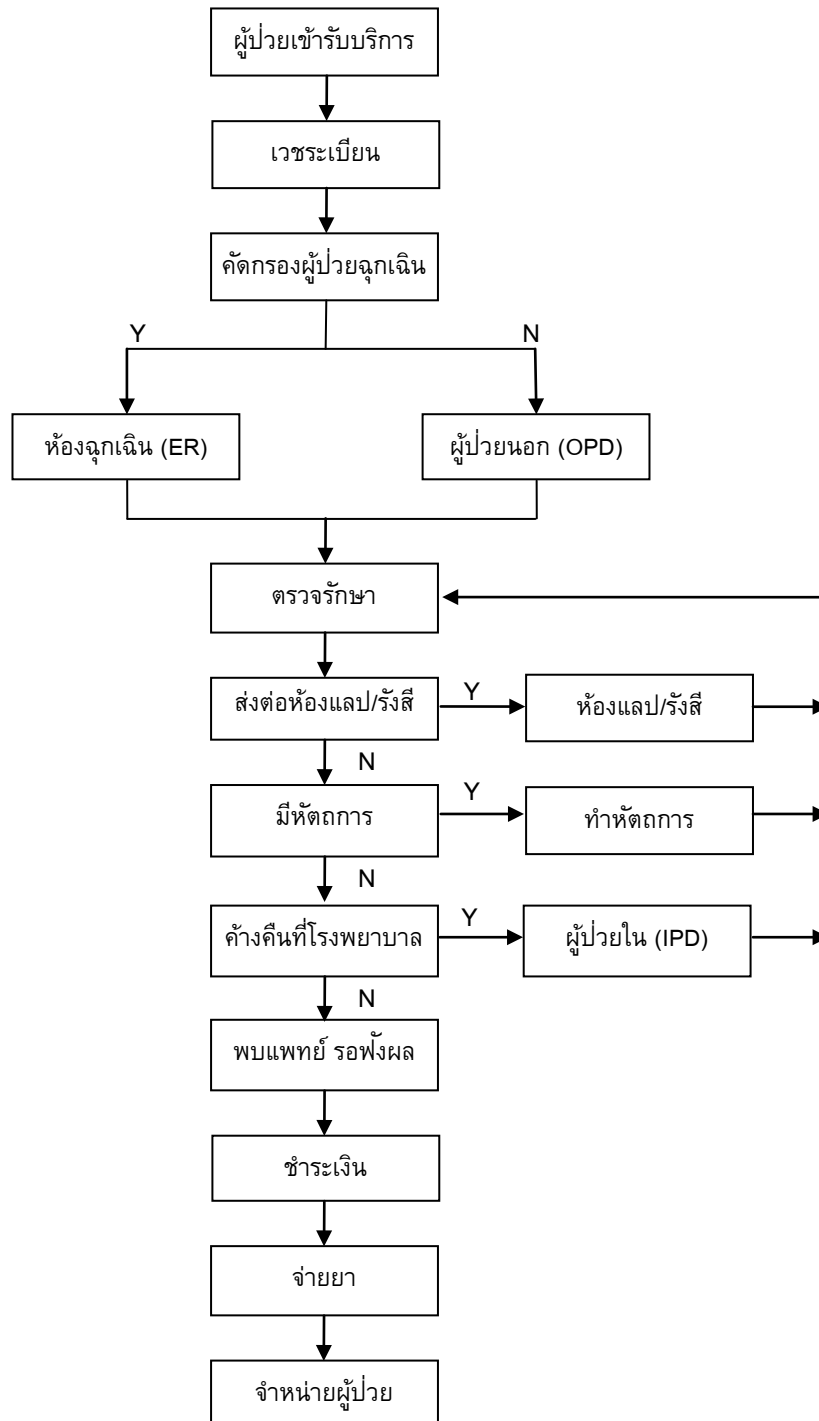 ผู้ป่วยเข้ารับบริการ
เวชระเบียน
คัดกรองผู้ป่วยฉุกเฉิน
Y
N
ห้องฉุกเฉิน (ER)
ผู้ป่วยนอก (OPD)
ตรวจรักษา
ส่งต่อห้องแลป/รังสี
Y
ห้องแลป/รังสี
N
มีหัตถการ
Y
ทำหัตถการ
N
ค้างคืนที่โรงพยาบาล
Y
ผู้ป่วยใน (IPD)
N
พบแพทย์ รอฟังผล
ชำระเงิน
จ่ายยา
จำหน่ายผู้ป่วย